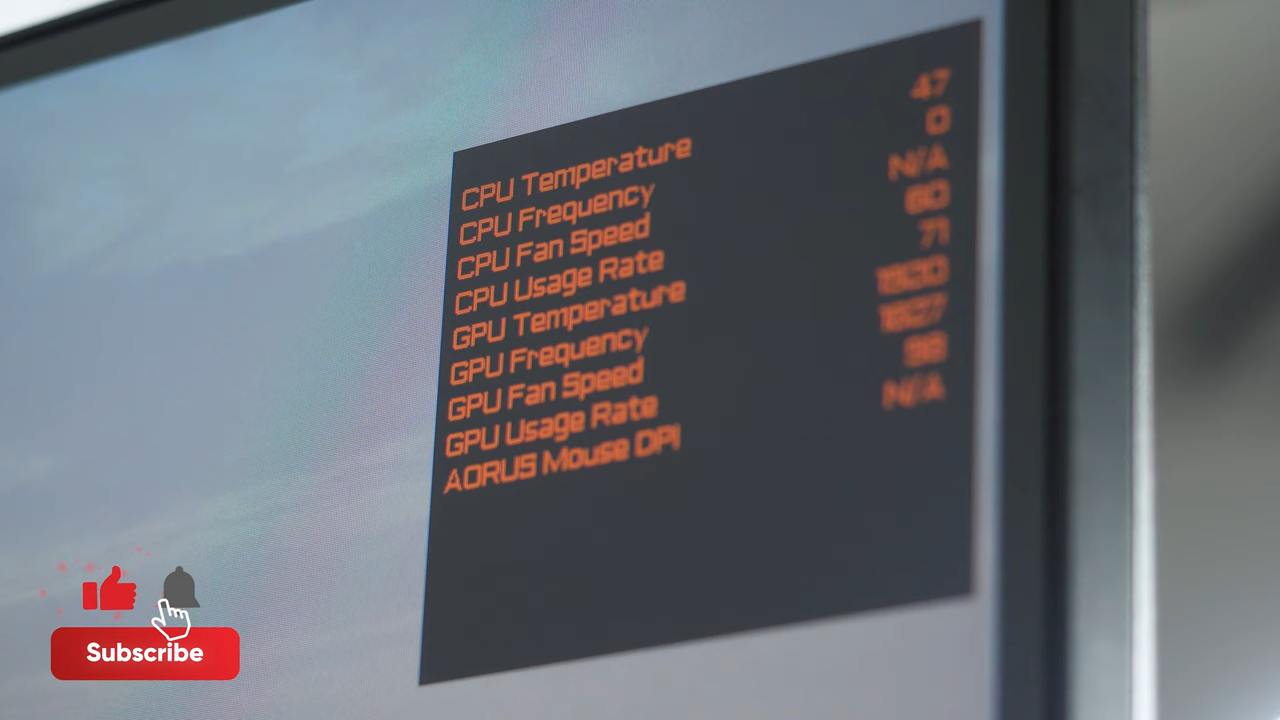 CPU Temperature 47
CPU Frequency 0
CPU Fan Speed N/A
CPU Usage Rate
GPU Temperature 71
GPU Frequency
GPU Fan Speed
GPU Usage Rate 98
AORUS Mouse DPI N/A
Subscribe